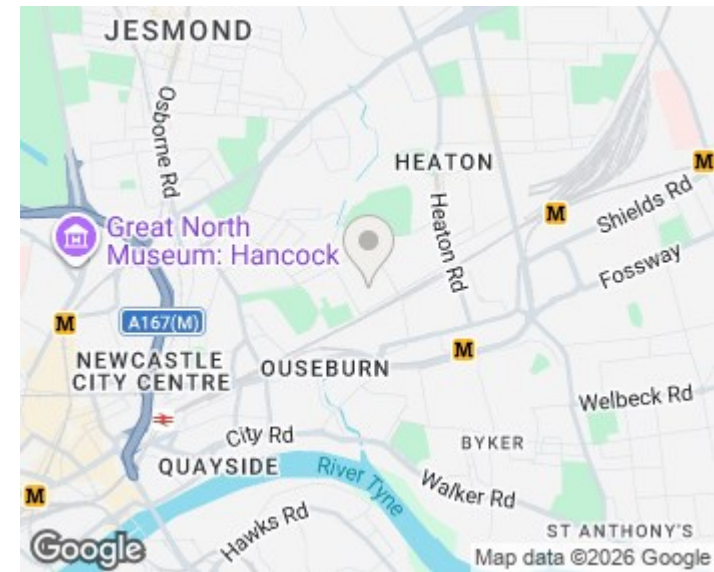 JESMOND
Osborne Rd
HEATON
M
Heaton Rd
M
Shields Rd
Great North
Museum: Hancock
Fossway
M
A167(M)
M
NEWCASTLE
CITY CENTRE
OUSEBURN
Welbeck Rd
City Rd
BYKER
QUAYSIDE
River Tyne
Walker Rd
M
Hawks Rd
ST ANTHONY'S
Google
Map data ©2026 Google